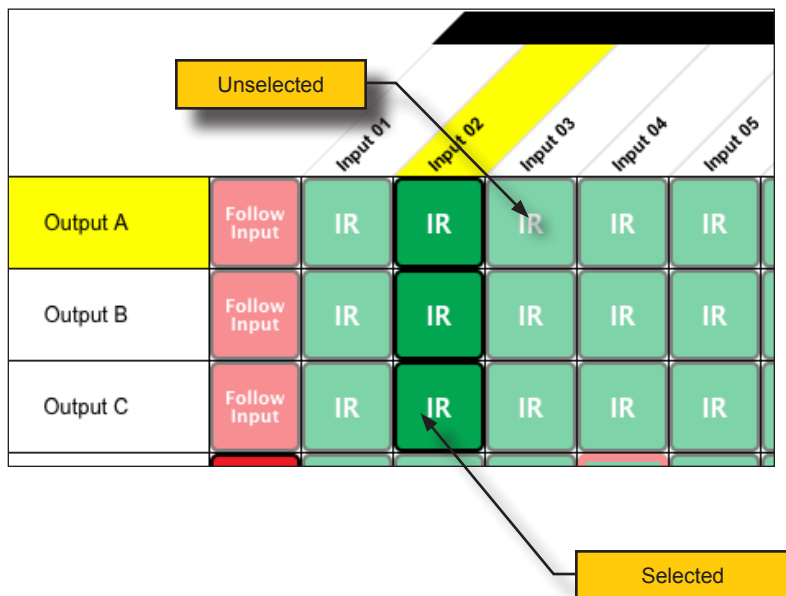 Unselected
Input 01 Input 02 Input 03 Input 04 Input 05
Output A Follow Input IR IR IR IR IR
Output B Follow Input IR IR IR IR IR
Output C Follow Input IR IR IR IR IR
Selected